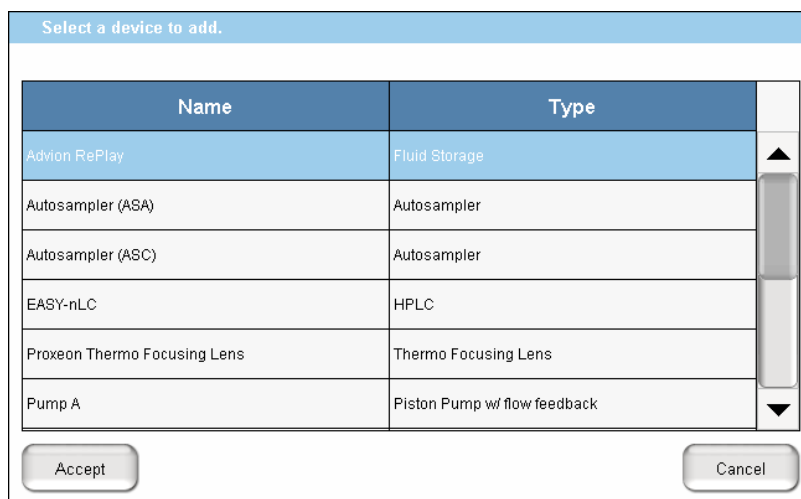 Select a device to add.
Name Type
Advion RePlay Fluid Storage
Autosampler (ASA) Autosampler
Autosampler (ASC) Autosampler
EASY-nLC HPLC
Proxeon Thermo Focusing Lens Thermo Focusing Lens
Pump A Piston Pump w/ flow feedback
Accept Cancel